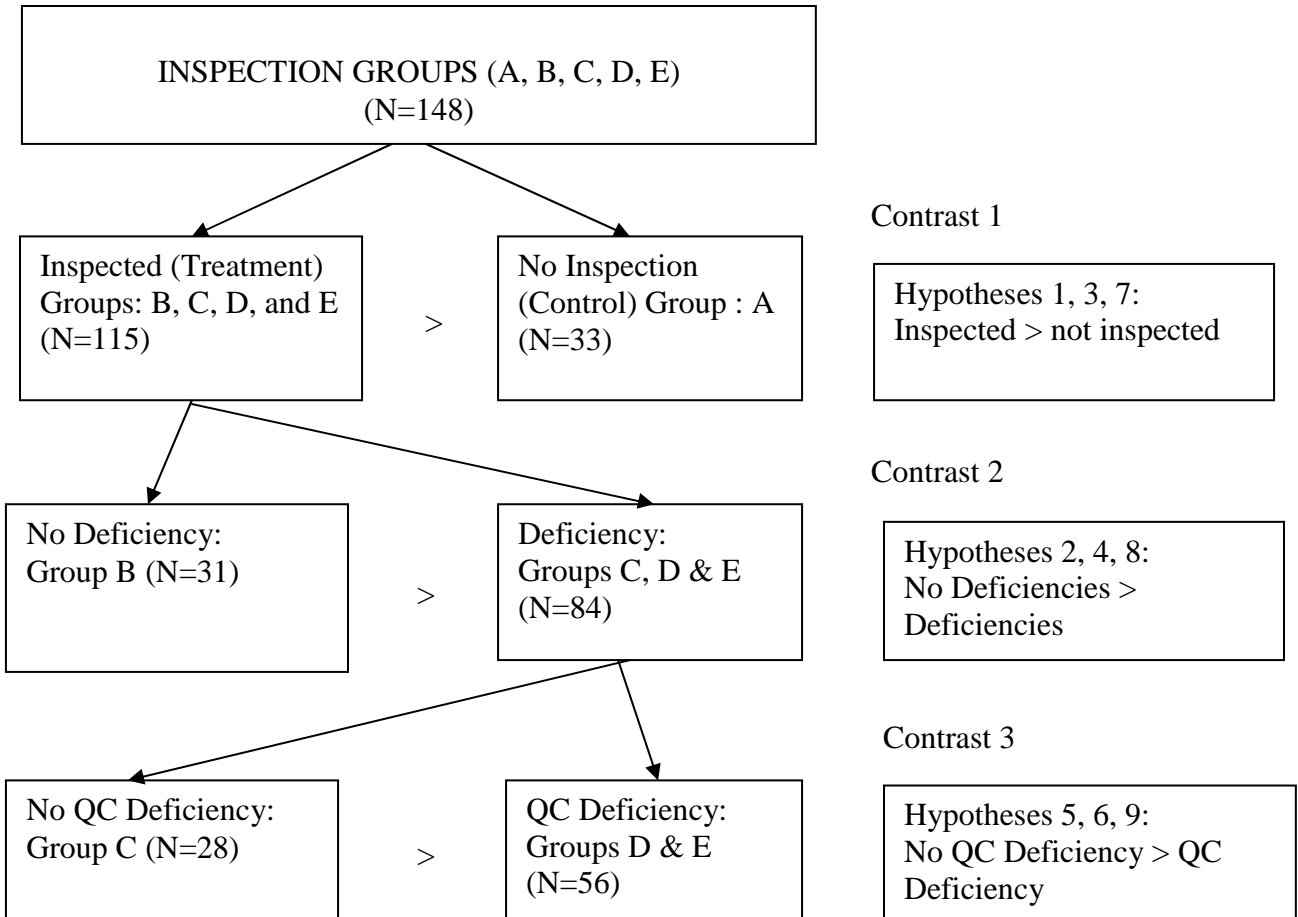 INSPECTION GROUPS (A, B, C, D, E)
(N=148)
Contrast 1
Inspected (Treatment)
Groups: B, C, D, and E
(N=115)
>
No Inspection
(Control) Group : A
(N=33)
Hypotheses 1, 3, 7:
Inspected > not inspected
Contrast 2
No Deficiency:
Group B (N=31)
>
Deficiency:
Groups C, D & E
(N=84)
Hypotheses 2, 4, 8:
No Deficiencies >
Deficiencies
Contrast 3
No QC Deficiency:
Group C (N=28)
>
QC Deficiency:
Groups D & E
(N=56)
Hypotheses 5, 6, 9:
No QC Deficiency > QC
Deficiency